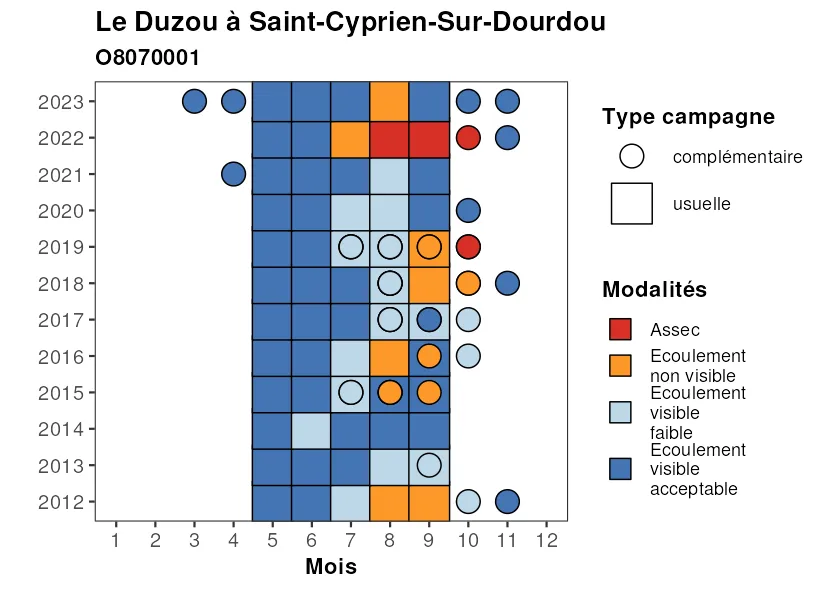 Le Duzou à Saint-Cyprien-Sur-Dourdou
O8070001
2023
2022
2021
2020
2019
2018
2017
2016
2015
2014
2013
2012
1 2 3 4 5 6 7 8 9 10 11 12
Mois
Type campagne
complémentaire
usuelle
Modalités
Assec
Ecoulement
non visible
Ecoulement
visible
faible
Ecoulement
visible
acceptable